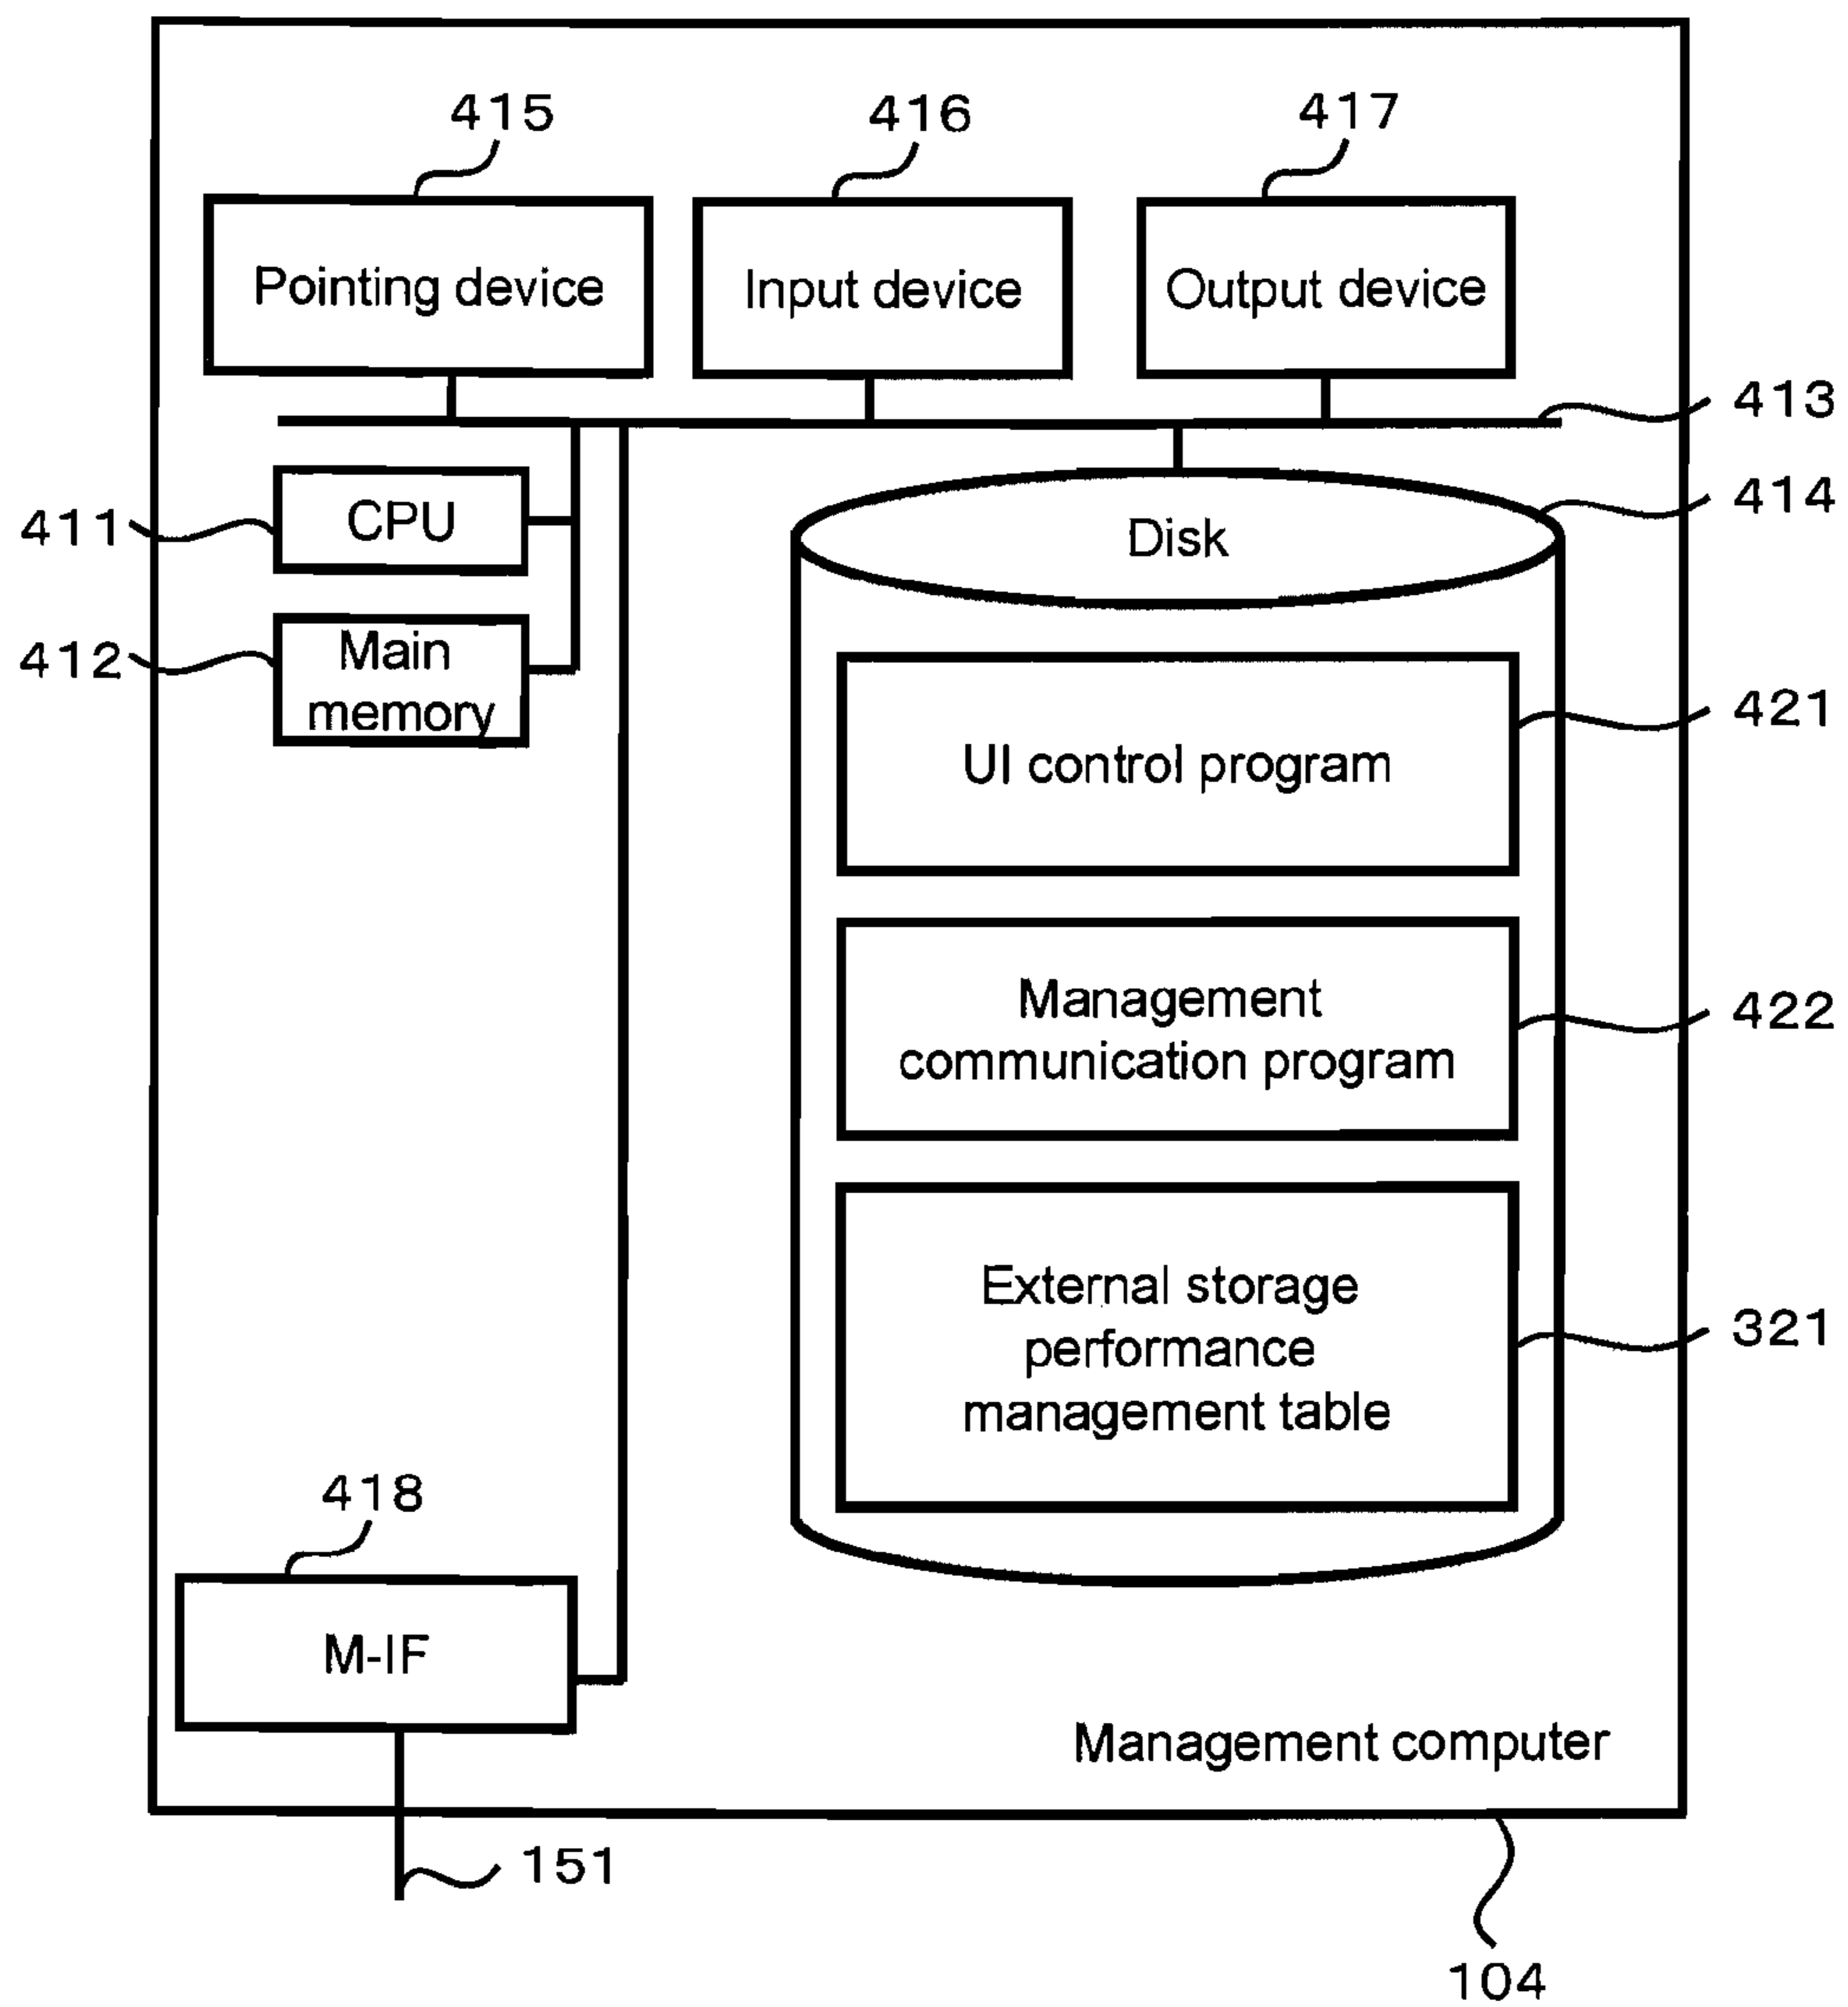 415
416
417
Pointing device
Input device
Output device
413
414
411
CPU
Disk
412
Main
memory
421
UI control program
422
Management
communication program
External storage
performance
management table
321
418
M-IF
Management computer
151
104